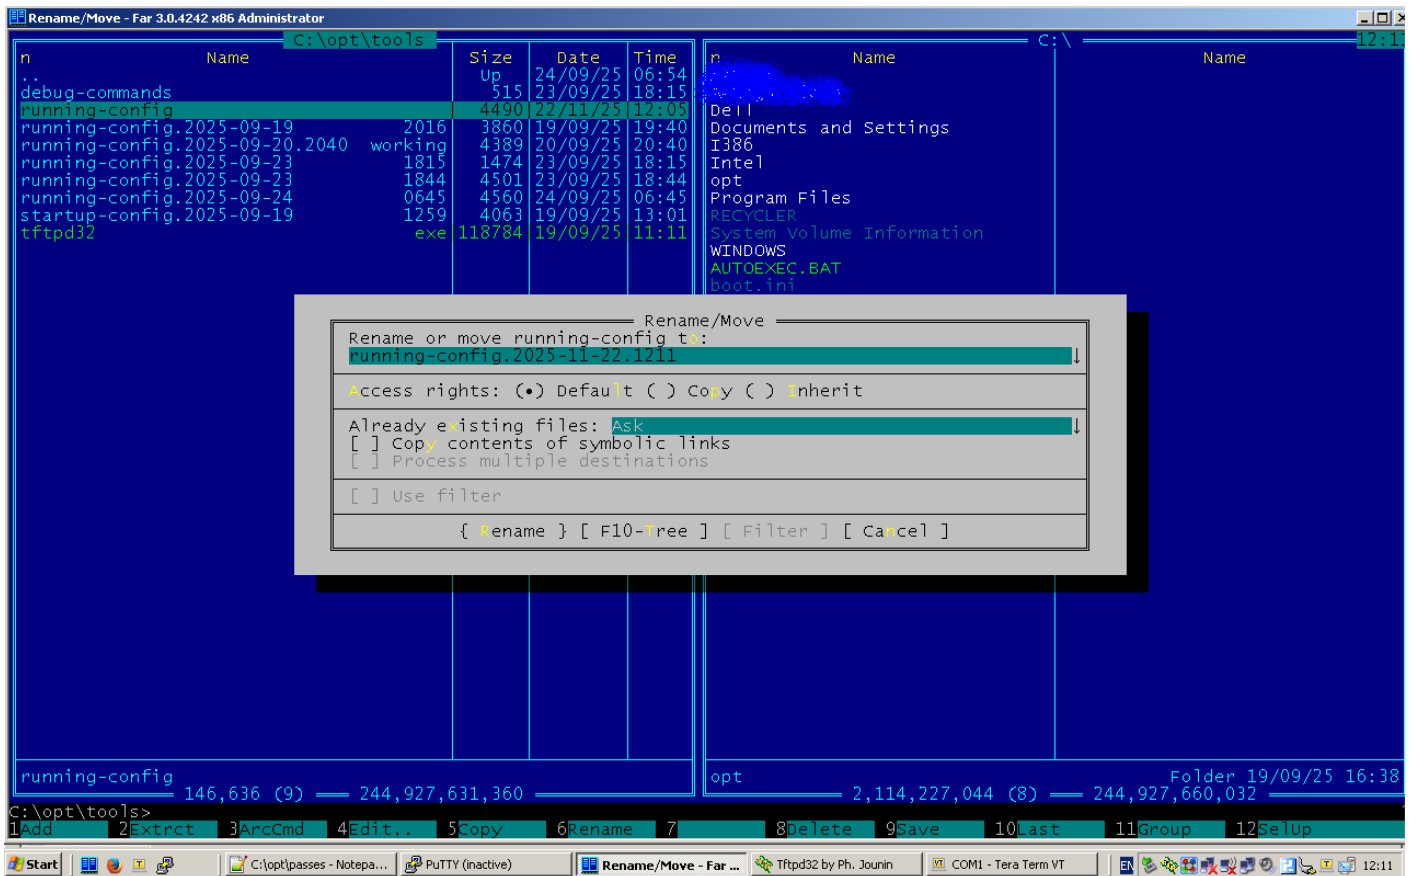 Rename/Move - Far 3.0.4242 x86 Administrator
C:\opt\tools
C:\
n Name Size Date Time
n Name Name
.. Up 24/09/25 06:54
debug-commands 515 23/09/25 18:15
running-config 4490 22/11/25 12:05
Dell
running-config.2025-09-19 2016 3860 19/09/25 19:40
Documents and Settings
running-config.2025-09-20.2040 working 4389 20/09/25 20:40
I386
running-config.2025-09-23 1815 1474 23/09/25 18:15
Intel
running-config.2025-09-23 1844 4501 23/09/25 18:44
opt
running-config.2025-09-24 0645 4560 24/09/25 06:45
Program Files
startup-config.2025-09-19 1259 4063 19/09/25 13:01
RECYCLER
tftpd32 exe 118784 19/09/25 11:11
System Volume Information
WINDOWS
AUTOEXEC.BAT
boot.ini
Rename/Move
Rename or move running-config to:
running-config.2025-11-22.1211 ↓
Access rights: (•) Default ( ) Copy ( ) Inherit
Already existing files: Ask ↓
[ ] Copy contents of symbolic links
[ ] Process multiple destinations
[ ] Use filter
{ Rename } [ F10-Tree ] [ Filter ] [ Cancel ]
running-config
opt Folder 19/09/25 16:38
146,636 (9) 244,927,631,360
2,114,227,044 (8) 244,927,660,032
C:\opt\tools>
1Add 2Extrct 3ArcCmd 4Edit.. 5Copy 6Rename 7 8Delete 9Save 10Last 11Group 12SelUp
Start C:\opt\passes - Notepa... PuTTY (inactive) Rename/Move - Far ... Tftpd32 by Ph. Jounin COM1 - Tera Term VT EN 12:11